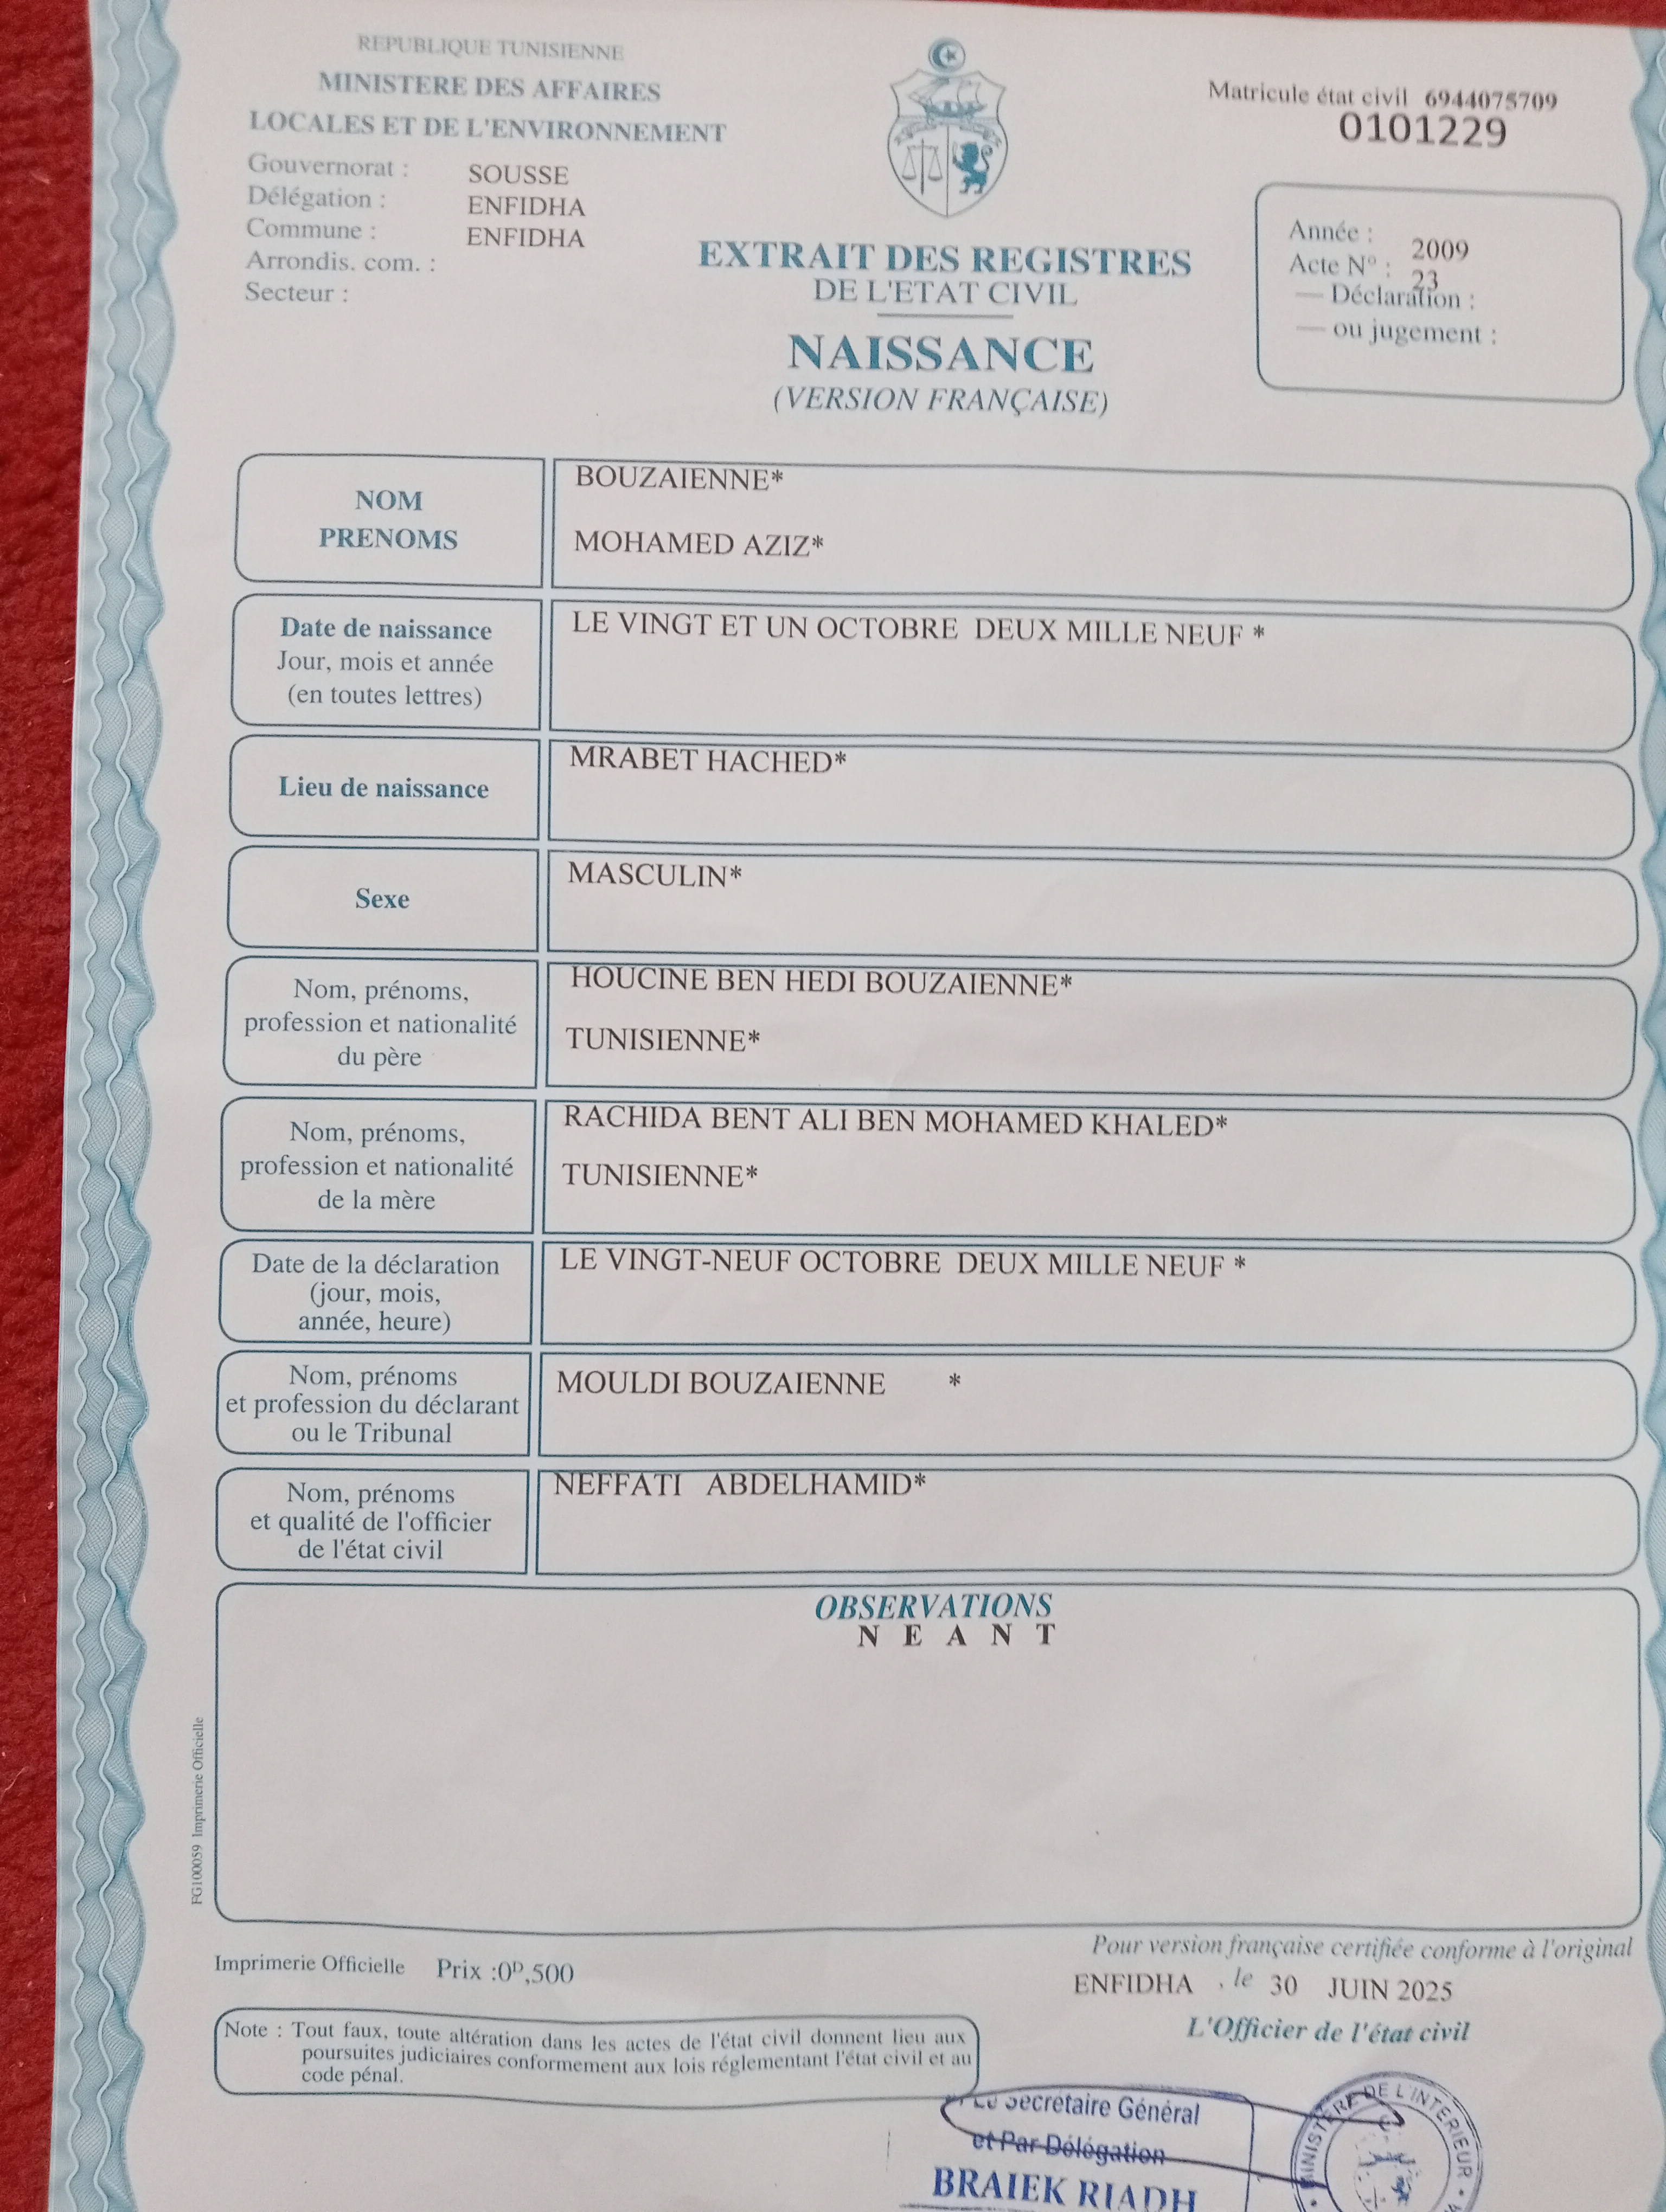 REPUBLIQUE TUNISIENNE
MINISTERE DES AFFAIRES
LOCALES ET DE L'ENVIRONNEMENT
Gouvernorat : SOUSSE
Délégation : ENFIDHA
Commune : ENFIDHA
Arrondis. com. :
Secteur :
Matricule état civil 6944075709
0101229
Année : 2009
Acte N° : 23
— Déclaration :
— ou jugement :
EXTRAIT DES REGISTRES
DE L'ETAT CIVIL
NAISSANCE
(VERSION FRANÇAISE)
NOM
PRENOMS
BOUZAIENNE*
MOHAMED AZIZ*
Date de naissance
Jour, mois et année
(en toutes lettres)
LE VINGT ET UN OCTOBRE DEUX MILLE NEUF *
Lieu de naissance
MRABET HACHED*
Sexe
MASCULIN*
Nom, prénoms,
profession et nationalité
du père
HOUCINE BEN HEDI BOUZAIENNE*
TUNISIENNE*
Nom, prénoms,
profession et nationalité
de la mère
RACHIDA BENT ALI BEN MOHAMED KHALED*
TUNISIENNE*
Date de la déclaration
(jour, mois,
année, heure)
LE VINGT-NEUF OCTOBRE DEUX MILLE NEUF *
Nom, prénoms
et profession du déclarant
ou le Tribunal
MOULDI BOUZAIENNE *
Nom, prénoms
et qualité de l'officier
de l'état civil
NEFFATI ABDELHAMID*
OBSERVATIONS
N E A N T
FG100059 Imprimerie Officielle
Imprimerie Officielle Prix :0ᴰ,500
Pour version française certifiée conforme à l'original
ENFIDHA , le 30 JUIN 2025
L'Officier de l'état civil
Note : Tout faux, toute altération dans les actes de l'état civil donnent lieu aux
poursuites judiciaires conformement aux lois réglementant l'état civil et au
code pénal.
Le Secrétaire Général
et Par Délégation
BRAIEK RIADH
MINISTERE DE L'INTERIEUR